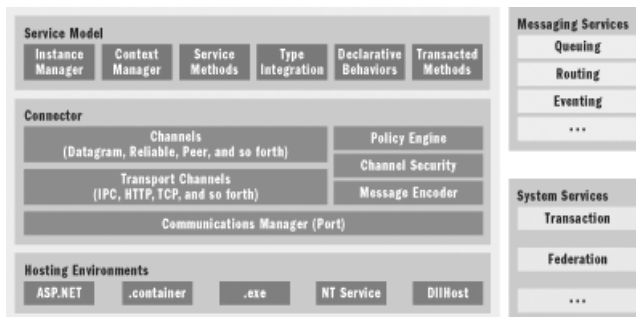 Service Model
Instance Manager
Context Manager
Service Methods
Type Integration
Declarative Behaviors
Transacted Methods
Connector
Channels
(Datagram, Reliable, Peer, and so forth)
Transport Channels
(IPC, HTTP, TCP, and so forth)
Policy Engine
Channel Security
Message Encoder
Communications Manager (Port)
Hosting Environments
ASP.NET
.container
.exe
NT Service
DllHost
Messaging Services
Queuing
Routing
Eventing
...
System Services
Transaction
Federation
...